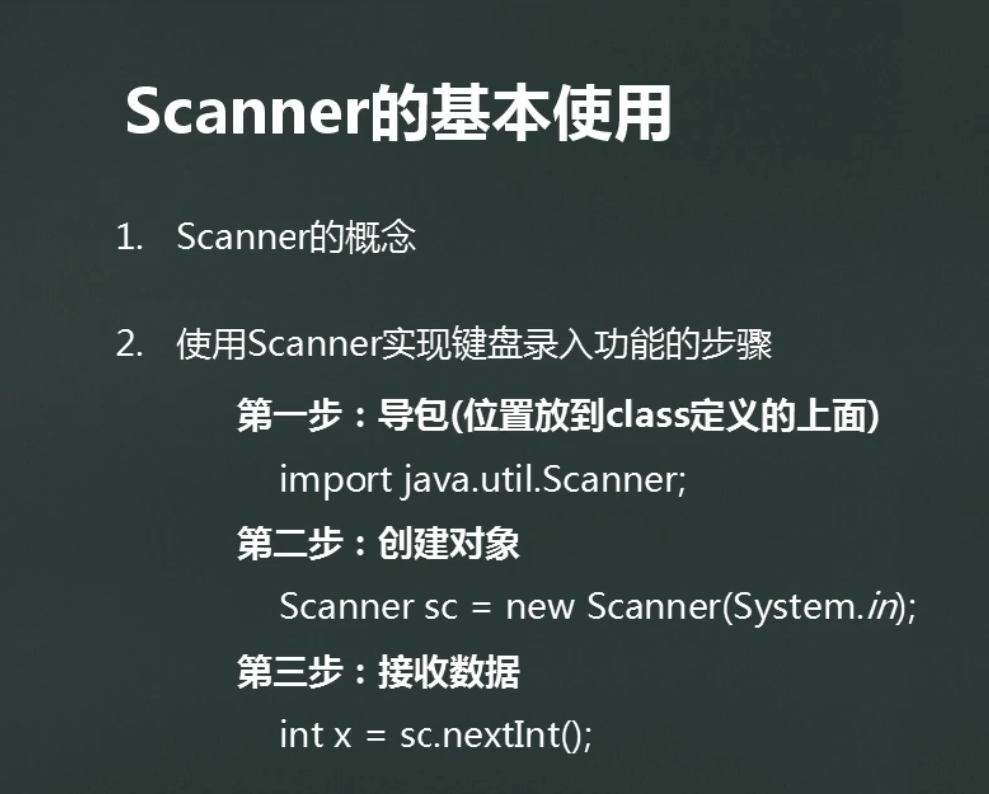 Scanner的基本使用
1. Scanner的概念
2. 使用Scanner实现键盘录入功能的步骤
第一步：导包(位置放到class定义的上面)
import java.util.Scanner;
第二步：创建对象
Scanner sc = new Scanner(System.in);
第三步：接收数据
int x = sc.nextInt();